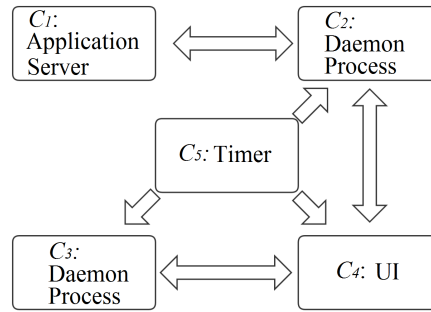 C1:
Application
Server
C2:
Daemon
Process
C5: Timer
C3:
Daemon
Process
C4: UI